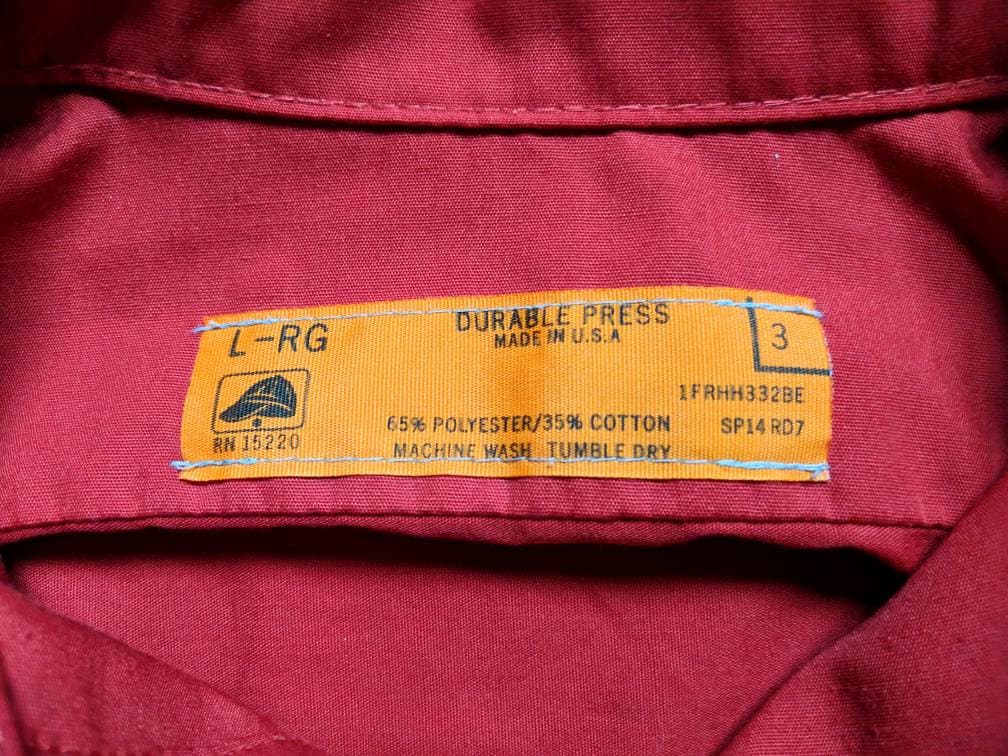 L-RG
DURABLE PRESS
MADE IN U.S.A
3
1FRHH332BE
RN 15220
65% POLYESTER/35% COTTON
SP14 RD7
MACHINE WASH TUMBLE DRY